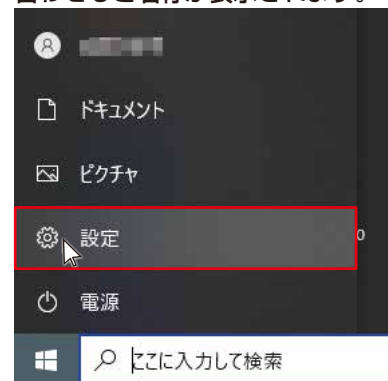 ドキュメント
ピクチャ
設定
電源
ここに入力して検索